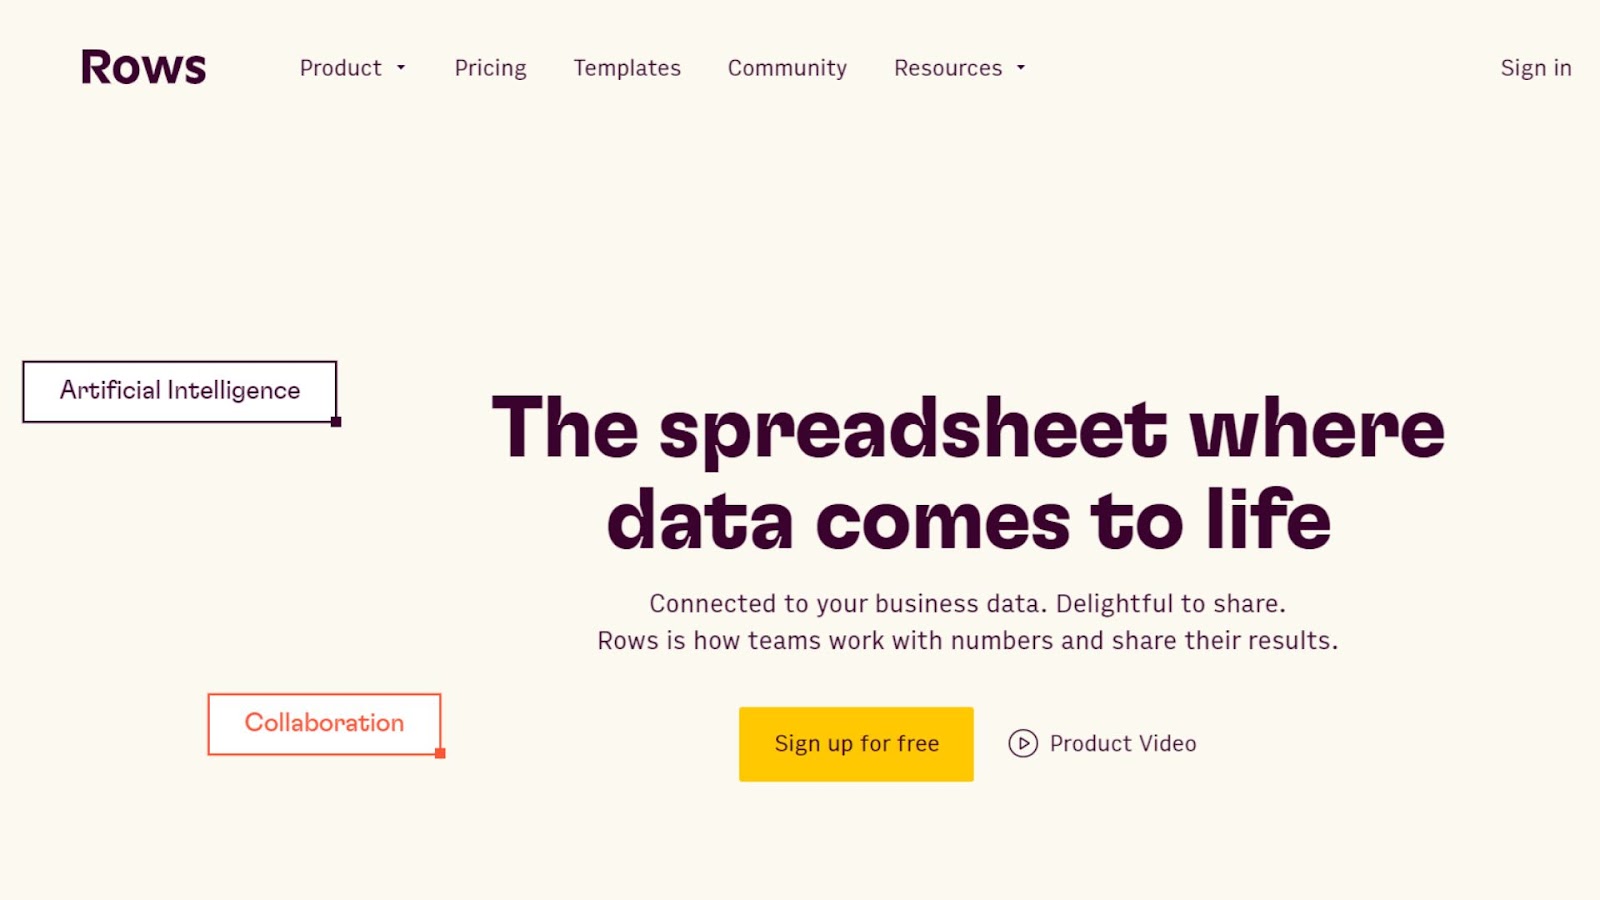 Rows
Product
Pricing
Templates
Community
Resources
Sign in
Artificial Intelligence
The spreadsheet where
data comes to life
Connected to your business data. Delightful to share.
Rows is how teams work with numbers and share their results.
Collaboration
Sign up for free
Product Video